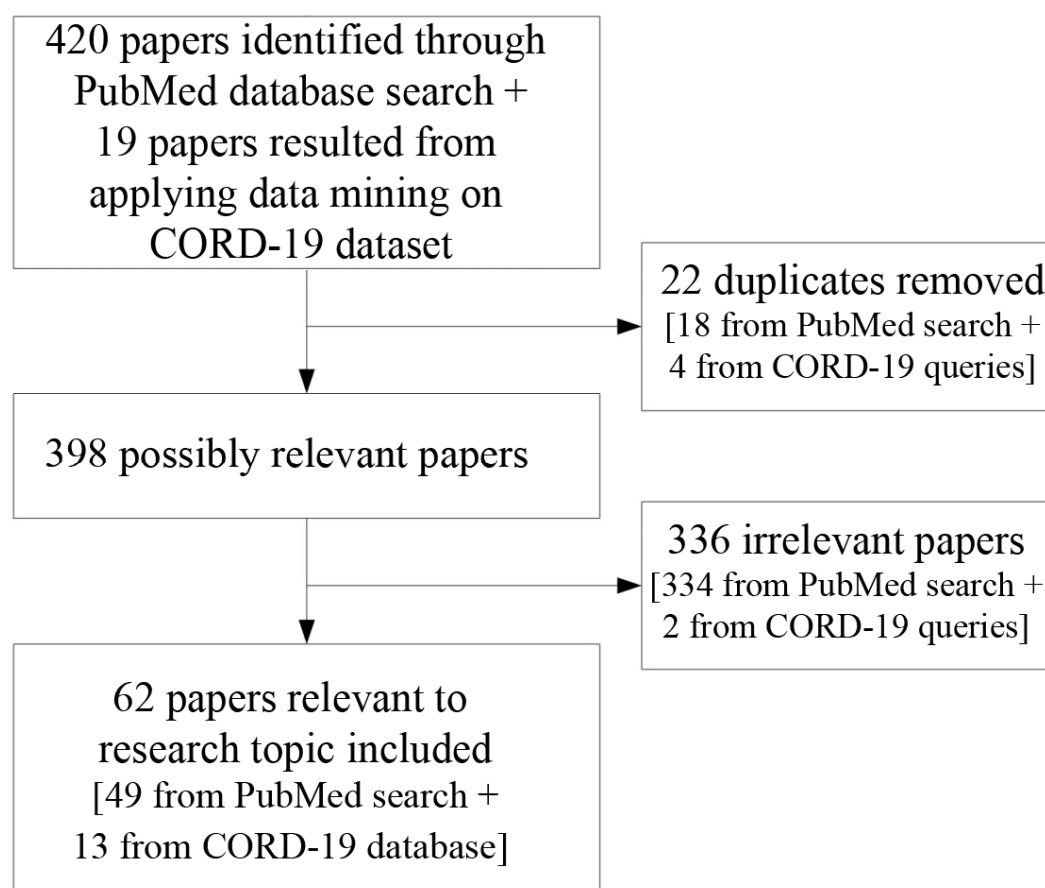 420 papers identified through
PubMed database search +
19 papers resulted from
applying data mining on
CORD-19 dataset
22 duplicates removed
[18 from PubMed search +
4 from CORD-19 queries]
398 possibly relevant papers
336 irrelevant papers
[334 from PubMed search +
2 from CORD-19 queries]
62 papers relevant to
research topic included
[49 from PubMed search +
13 from CORD-19 database]